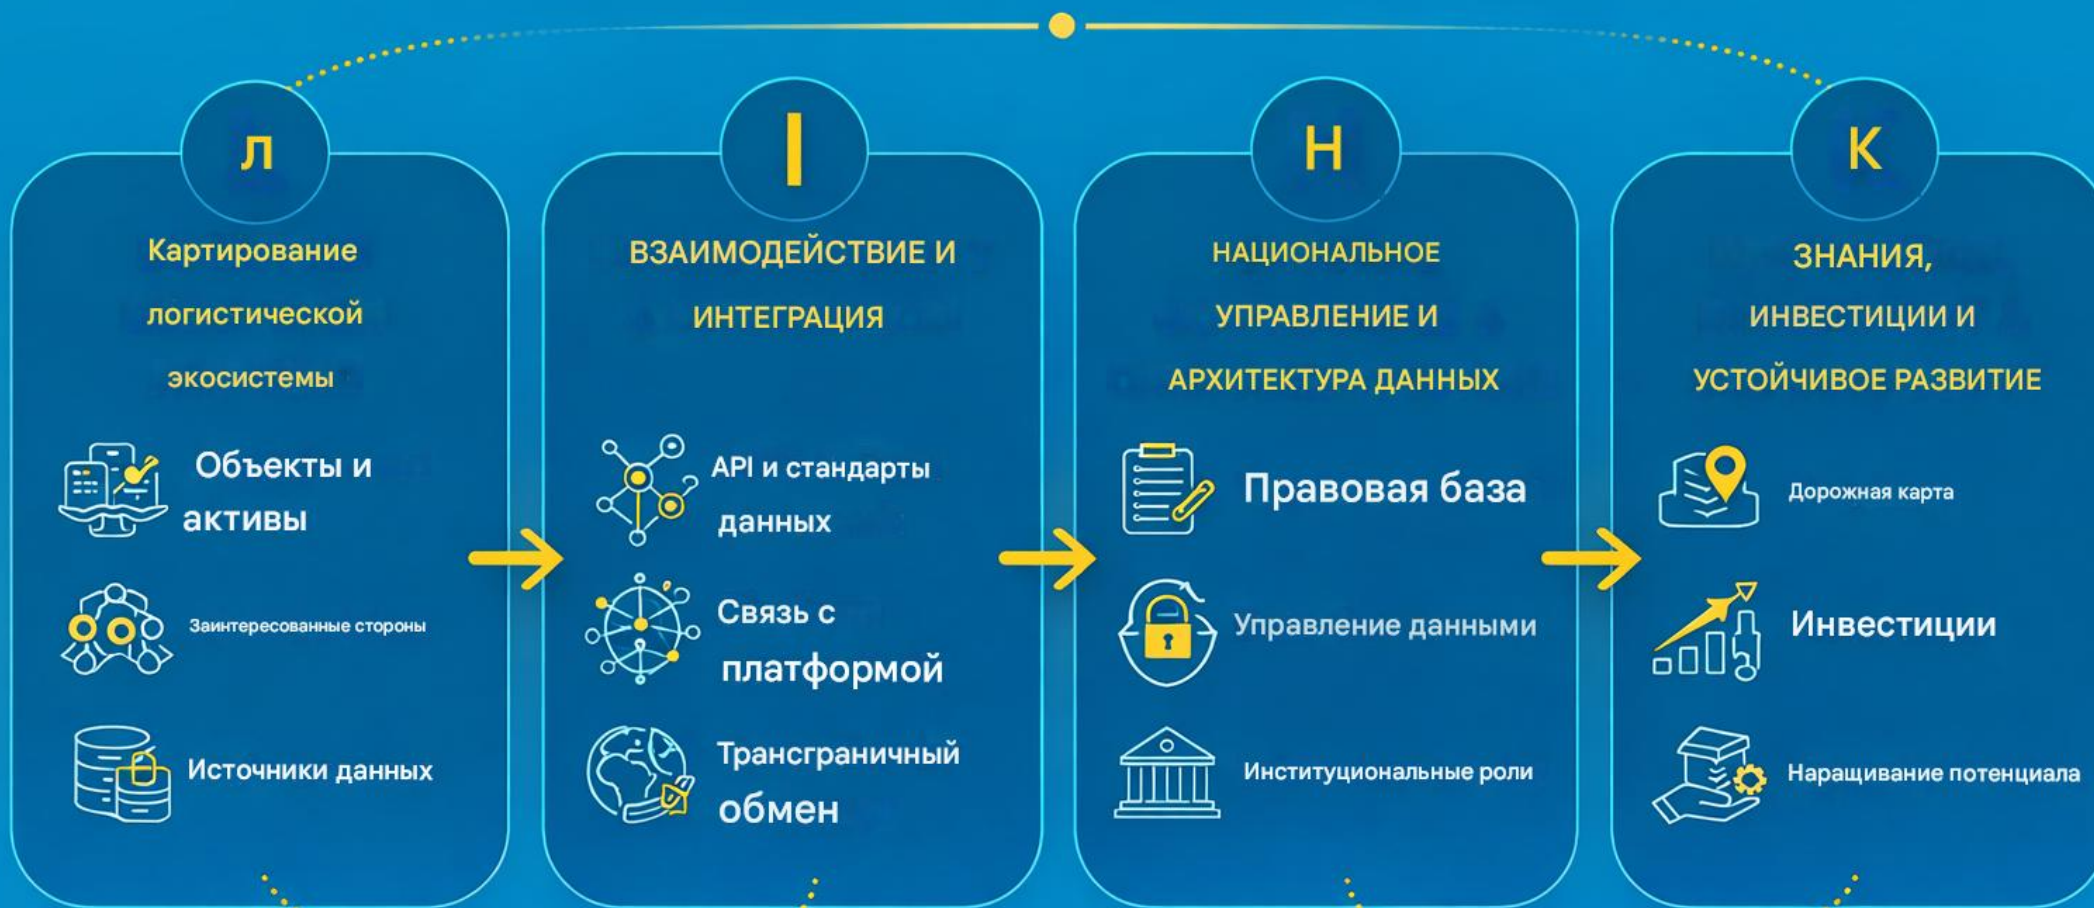 Л
Картирование
логистической
экосистемы
Объекты и
активы
Заинтересованные стороны
Источники данных
I
ВЗАИМОДЕЙСТВИЕ И
ИНТЕГРАЦИЯ
API и стандарты
данных
Связь с
платформой
Трансграничный
обмен
Н
НАЦИОНАЛЬНОЕ
УПРАВЛЕНИЕ И
АРХИТЕКТУРА ДАННЫХ
Правовая база
Управление данными
Институциональные роли
К
ЗНАНИЯ,
ИНВЕСТИЦИИ И
УСТОЙЧИВОЕ РАЗВИТИЕ
Дорожная карта
Инвестиции
Наращивание потенциала